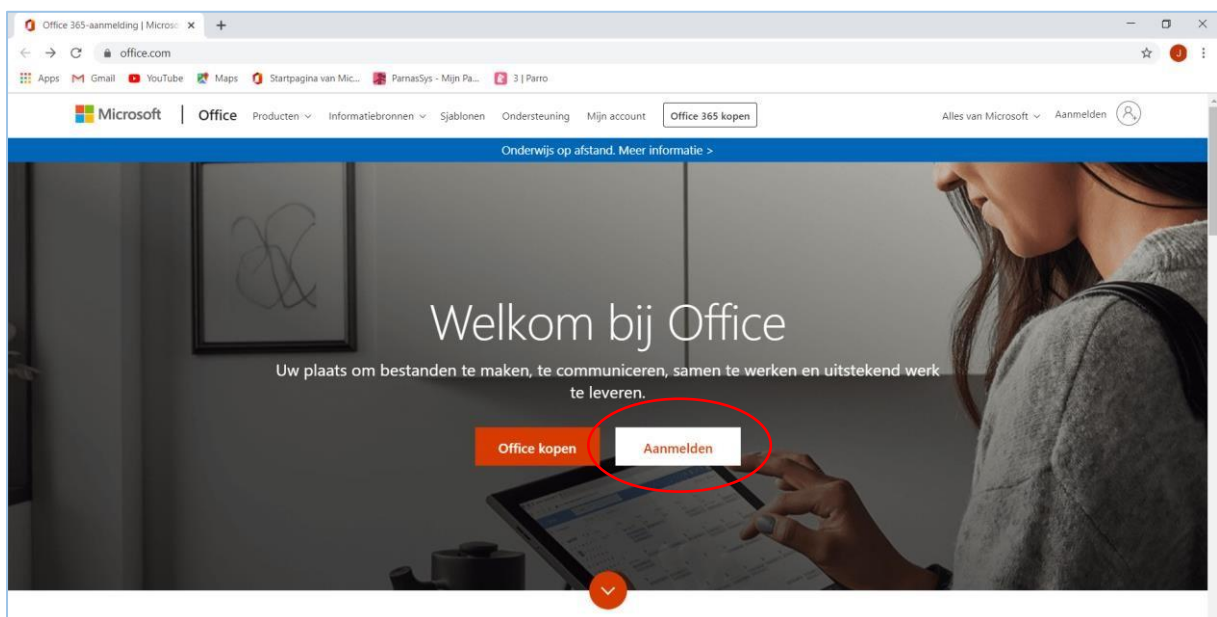 Office 365-aanmelding | Microso
office.com
J
Apps Gmail YouTube Maps Startpagina van Mic... ParnasSys - Mijn Pa... 3 | Parro
Microsoft | Office Producten Informatiebronnen Sjablonen Ondersteuning Mijn account Office 365 kopen Alles van Microsoft Aanmelden
Onderwijs op afstand. Meer informatie >
Welkom bij Office
Uw plaats om bestanden te maken, te communiceren, samen te werken en uitstekend werk
te leveren.
Office kopen Aanmelden